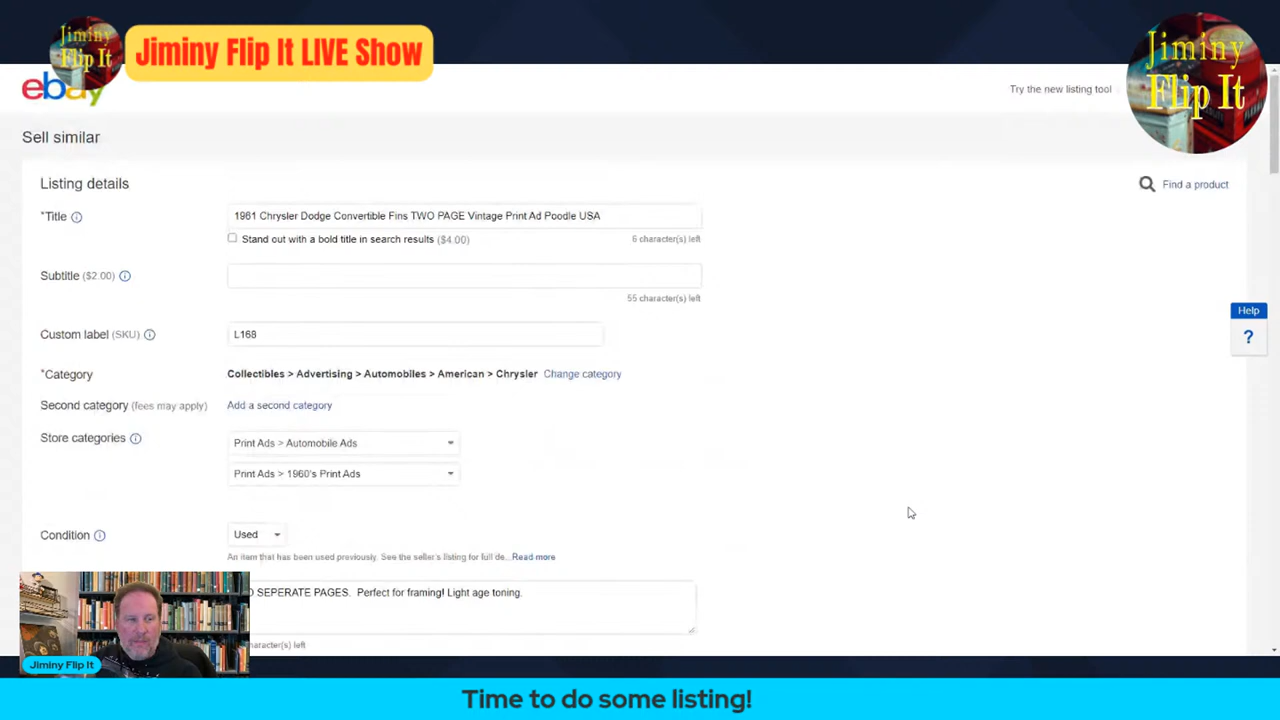 Jiminy Flip It
Jiminy Flip It LIVE Show
Jiminy Flip It
ebay
Try the new listing tool
Sell similar
Listing details
Find a product
*Title
1961 Chrysler Dodge Convertible Fins TWO PAGE Vintage Print Ad Poodle USA
Stand out with a bold title in search results ($4.00)
6 character(s) left
Subtitle ($2.00)
55 character(s) left
Help
?
Custom label (SKU)
L168
*Category
Collectibles > Advertising > Automobiles > American > Chrysler Change category
Second category (fees may apply)
Add a second category
Store categories
Print Ads > Automobile Ads
Print Ads > 1960's Print Ads
Condition
Used
An item that has been used previously. See the seller's listing for full de...Read more
O SEPERATE PAGES. Perfect for framing! Light age toning.
haracter(s) left
Jiminy Flip It
Time to do some listing!